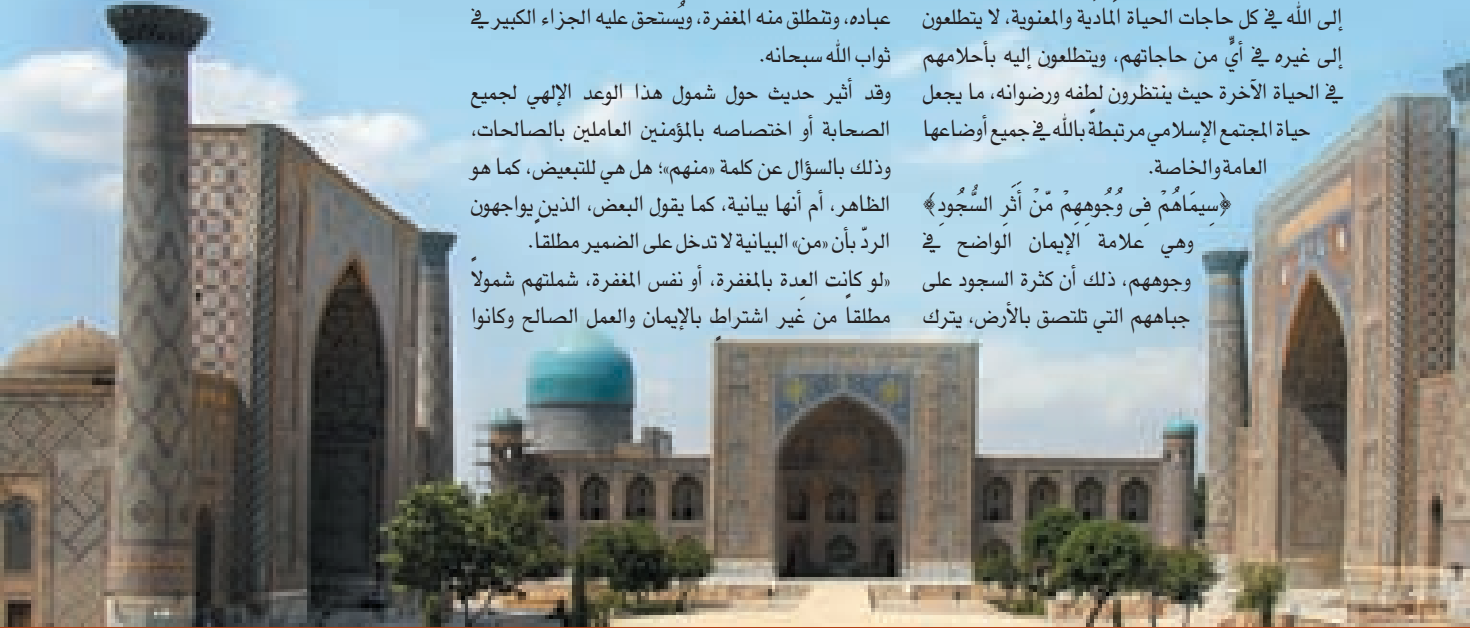 إلى الله في كل حاجات الحياة المادية والمعنوية، لا يتطلعون
إلى غيره في أيٍّ من حاجاتهم، ويتطلعون إليه بأحلامهم
في الحياة الآخرة حيث ينتظرون لطفه ورضوانه، ما يجعل
حياة المجتمع الإسلامي مرتبطةً بالله في جميع أوضاعها
العامة والخاصة.
﴿سِيمَاهُمْ فِى وُجُوهِهِمْ مِّنْ أَثَرِ السُّجُودِ﴾
وهي علامة الإيمان الواضح في
وجوههم، ذلك أن كثرة السجود على
جباههم التي تلتصق بالأرض، يترك
عباده، وتنطلق منه المغفرة، ويُستحق عليه الجزاء الكبير في
ثواب الله سبحانه.
وقد أثير حديث حول شمول هذا الوعد الإلهي لجميع
الصحابة أو اختصاصه بالمؤمنين العاملين بالصالحات،
وذلك بالسؤال عن كلمة «منهم»؛ هل هي للتبعيض، كما هو
الظاهر، أم أنها بيانية، كما يقول البعض، الذين يواجهون
الردّ بأن «من» البيانية لا تدخل على الضمير مطلقاً.
«لو كانت العدة بالمغفرة، أو نفس المغفرة، شملتهم شمولاً
مطلقاً من غير اشتراطٍ بالإيمان والعمل الصالح وكانوا